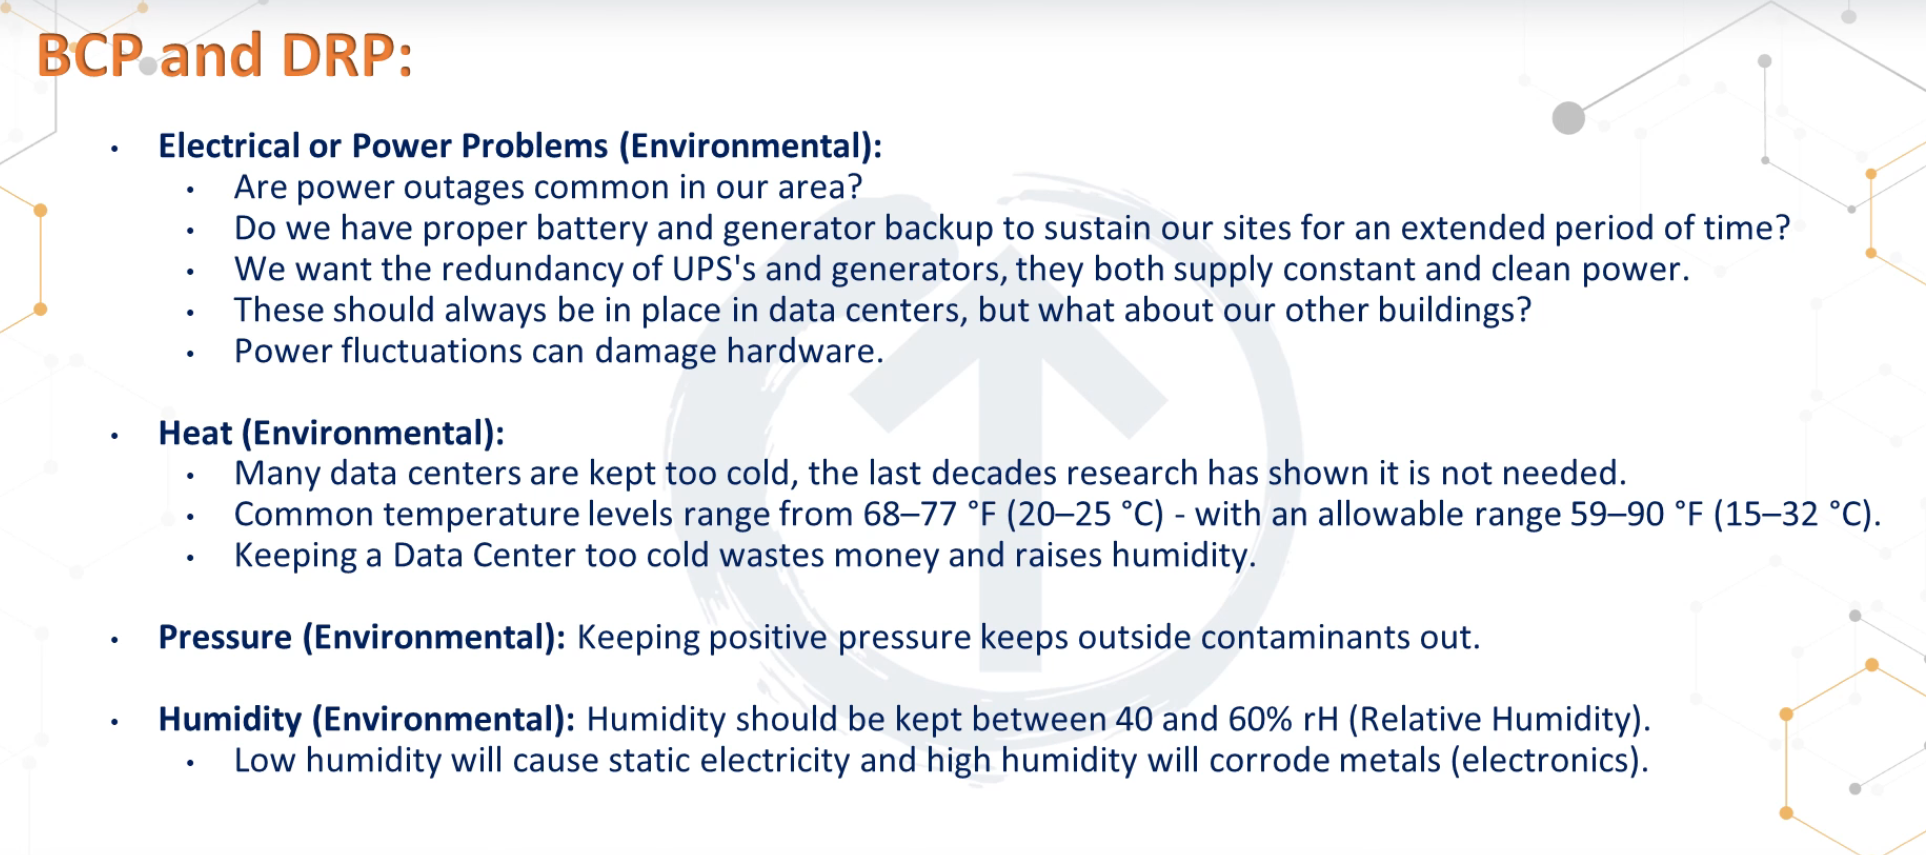 BCP and DRP:
• Electrical or Power Problems (Environmental):
• Are power outages common in our area?
• Do we have proper battery and generator backup to sustain our sites for an extended period of time?
• We want the redundancy of UPS's and generators, they both supply constant and clean power.
• These should always be in place in data centers, but what about our other buildings?
• Power fluctuations can damage hardware.
• Heat (Environmental):
• Many data centers are kept too cold, the last decades research has shown it is not needed.
• Common temperature levels range from 68–77 °F (20–25 °C) - with an allowable range 59–90 °F (15–32 °C).
• Keeping a Data Center too cold wastes money and raises humidity.
• Pressure (Environmental): Keeping positive pressure keeps outside contaminants out.
• Humidity (Environmental): Humidity should be kept between 40 and 60% rH (Relative Humidity).
• Low humidity will cause static electricity and high humidity will corrode metals (electronics).